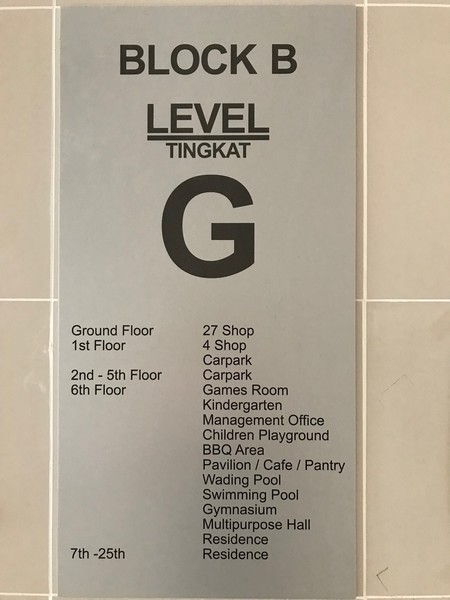 BLOCK B
LEVEL
TINGKAT
G
Ground Floor 27 Shop
1st Floor 4 Shop
Carpark
2nd - 5th Floor Carpark
6th Floor Games Room
Kindergarten
Management Office
Children Playground
BBQ Area
Pavilion / Cafe / Pantry
Wading Pool
Swimming Pool
Gymnasium
Multipurpose Hall
Residence
7th -25th Residence